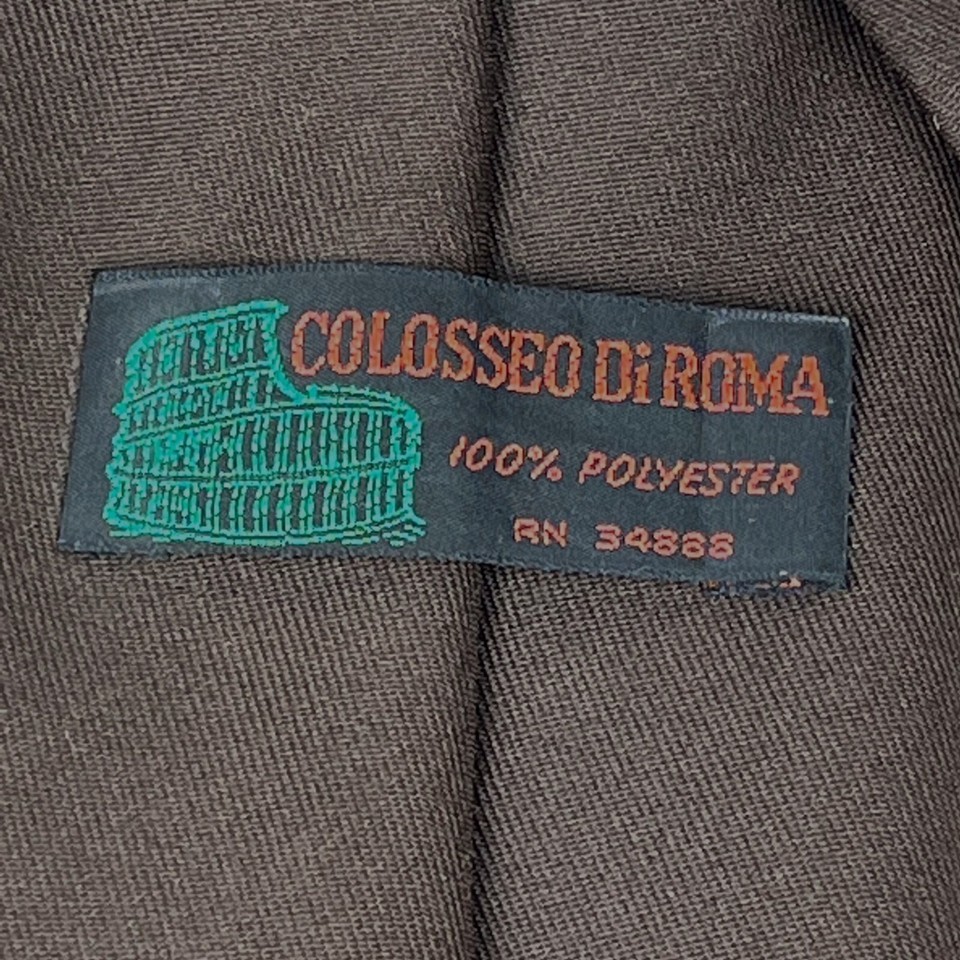 COLOSSEO Di ROMA
100% POLYESTER
RN 34888